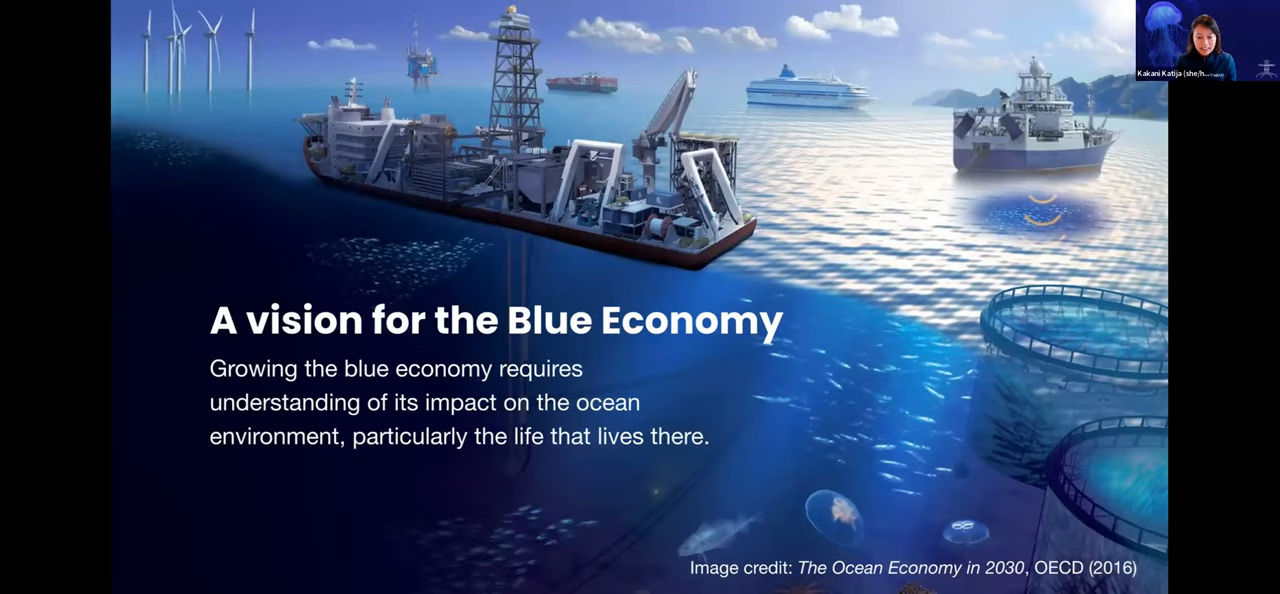 Kakani Katija (she/h...
A vision for the Blue Economy
Growing the blue economy requires
understanding of its impact on the ocean
environment, particularly the life that lives there.
Image credit: The Ocean Economy in 2030, OECD (2016)